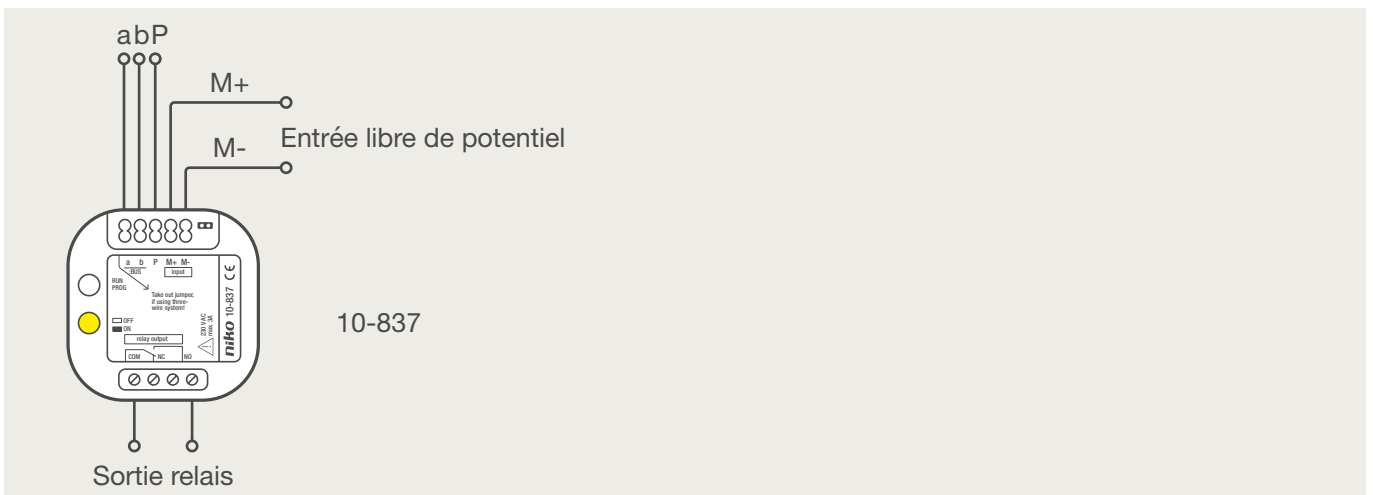 abP
M+
Entrée libre de potentiel
M-
a b P M+ M-
:BUS input
RUN
PROG
Take out jumper,
if using three-
wire system!
OFF
ON
relay output
COM NC NO
230 VAC
max. 3A
niko 10-837 CE
10-837
Sortie relais